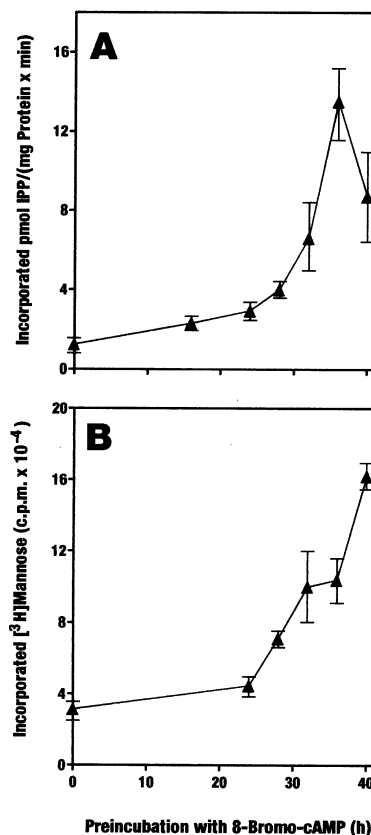 A
Incorporated pmol IPP/(mg Protein x min)
16
12
8
4
0
B
Incorporated [³H]Mannose (c.p.m. x 10⁻⁴)
20
16
12
8
4
0
0 10 20 30 40
Preincubation with 8-Bromo-cAMP (h)